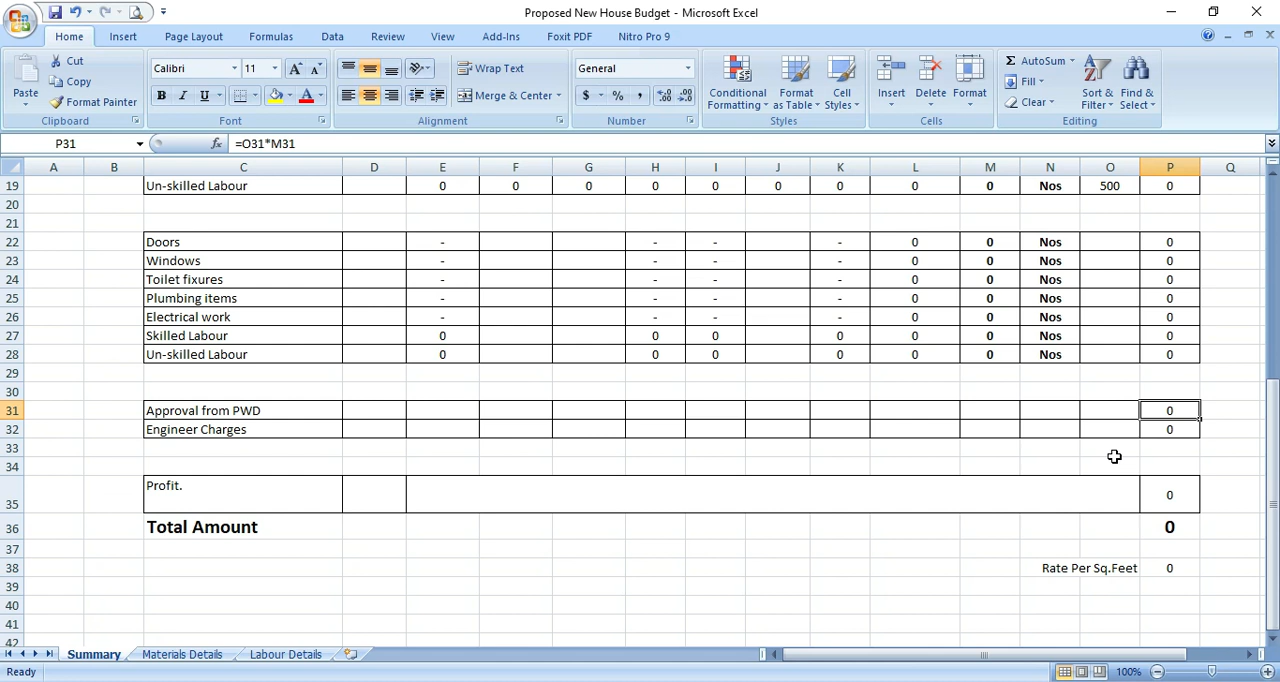 Proposed New House Budget - Microsoft Excel
Home Insert Page Layout Formulas Data Review View Add-Ins Foxit PDF Nitro Pro 9
Paste Cut Calibri 11 A A Wrap Text General Conditional Formatting Format as Table Cell Styles Insert Delete Format Σ AutoSum Sort & Filter Find & Select
Copy Fill
Format Painter B I U A Merge & Center $ % , Clear
Clipboard Font Alignment Number Styles Cells Editing
P31 fx =O31*M31
A B C D E F G H I J K L M N O P Q
19 Un-skilled Labour 0 0 0 0 0 0 0 0 0 Nos 500 0
20
21
22 Doors - - - - 0 0 Nos 0
23 Windows - - - - 0 0 Nos 0
24 Toilet fixures - - - - 0 0 Nos 0
25 Plumbing items - - - - 0 0 Nos 0
26 Electrical work - - - - 0 0 Nos 0
27 Skilled Labour 0 0 0 0 0 0 Nos 0
28 Un-skilled Labour 0 0 0 0 0 0 Nos 0
29
30
31 Approval from PWD 0
32 Engineer Charges 0
33
34
35 Profit. 0
36 Total Amount 0
37
38 Rate Per Sq.Feet 0
39
40
41
42
Summary Materials Details Labour Details
Ready 100%